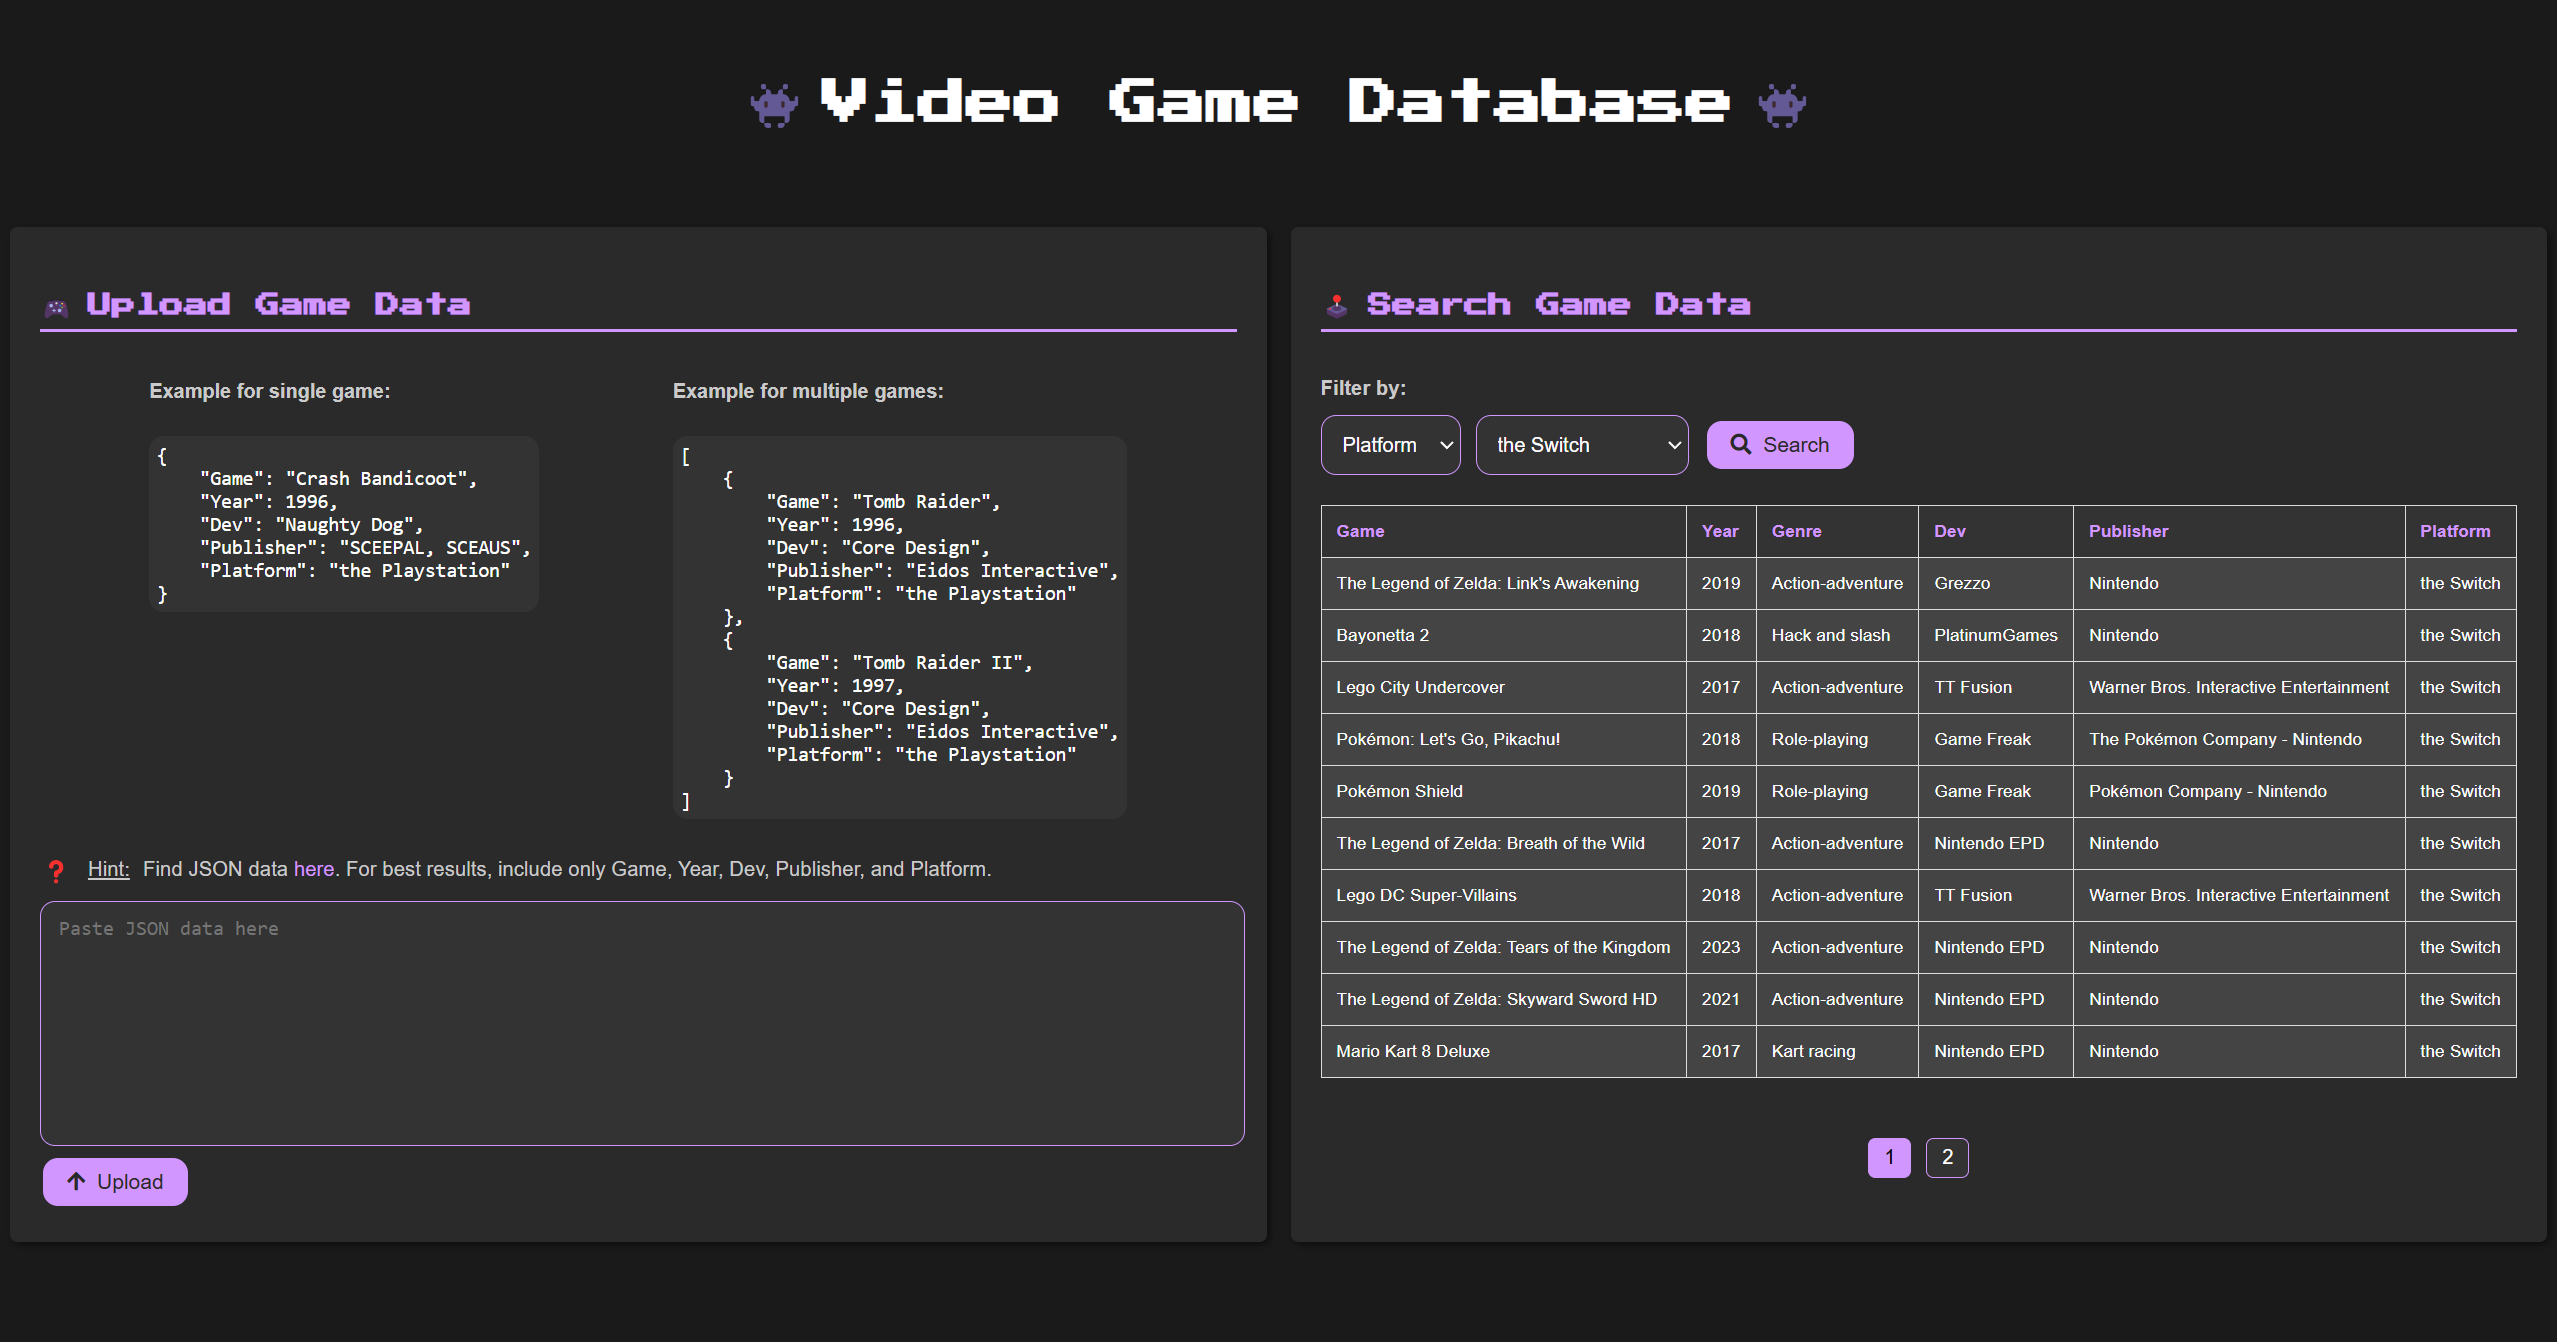 Video Game Database
Upload Game Data
Example for single game:
{
    "Game": "Crash Bandicoot",
    "Year": 1996,
    "Dev": "Naughty Dog",
    "Publisher": "SCEEPAL, SCEAUS",
    "Platform": "the Playstation"
}
Example for multiple games:
[
    {
        "Game": "Tomb Raider",
        "Year": 1996,
        "Dev": "Core Design",
        "Publisher": "Eidos Interactive",
        "Platform": "the Playstation"
    },
    {
        "Game": "Tomb Raider II",
        "Year": 1997,
        "Dev": "Core Design",
        "Publisher": "Eidos Interactive",
        "Platform": "the Playstation"
    }
]
❓ Hint: Find JSON data here. For best results, include only Game, Year, Dev, Publisher, and Platform.
Paste JSON data here
Upload
Search Game Data
Filter by:
Platform the Switch Search
Game Year Genre Dev Publisher Platform
The Legend of Zelda: Link's Awakening 2019 Action-adventure Grezzo Nintendo the Switch
Bayonetta 2 2018 Hack and slash PlatinumGames Nintendo the Switch
Lego City Undercover 2017 Action-adventure TT Fusion Warner Bros. Interactive Entertainment the Switch
Pokémon: Let's Go, Pikachu! 2018 Role-playing Game Freak The Pokémon Company - Nintendo the Switch
Pokémon Shield 2019 Role-playing Game Freak Pokémon Company - Nintendo the Switch
The Legend of Zelda: Breath of the Wild 2017 Action-adventure Nintendo EPD Nintendo the Switch
Lego DC Super-Villains 2018 Action-adventure TT Fusion Warner Bros. Interactive Entertainment the Switch
The Legend of Zelda: Tears of the Kingdom 2023 Action-adventure Nintendo EPD Nintendo the Switch
The Legend of Zelda: Skyward Sword HD 2021 Action-adventure Nintendo EPD Nintendo the Switch
Mario Kart 8 Deluxe 2017 Kart racing Nintendo EPD Nintendo the Switch
1 2